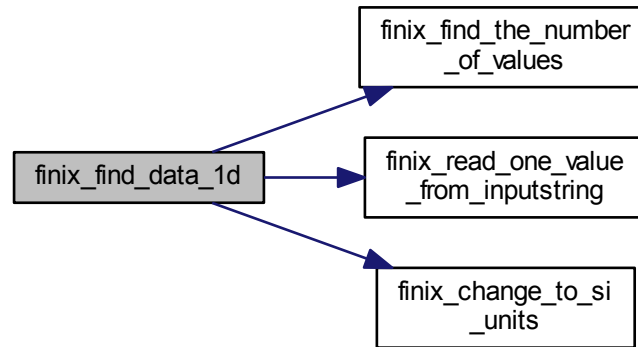 finix_find_the_number
_of_values
finix_find_data_1d
finix_read_one_value
_from_inputstring
finix_change_to_si
_units